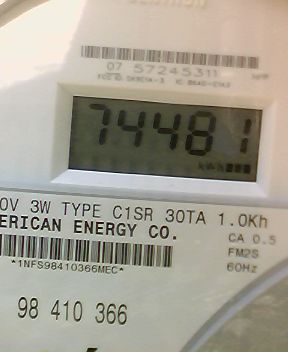 07 57245311
74481
kWh
0V 3W TYPE C1SR 30TA 1.0Kh
ERICAN ENERGY CO.
CA 0.5
*1NFS98410366MEC*
FM2S
60Hz
98 410 366